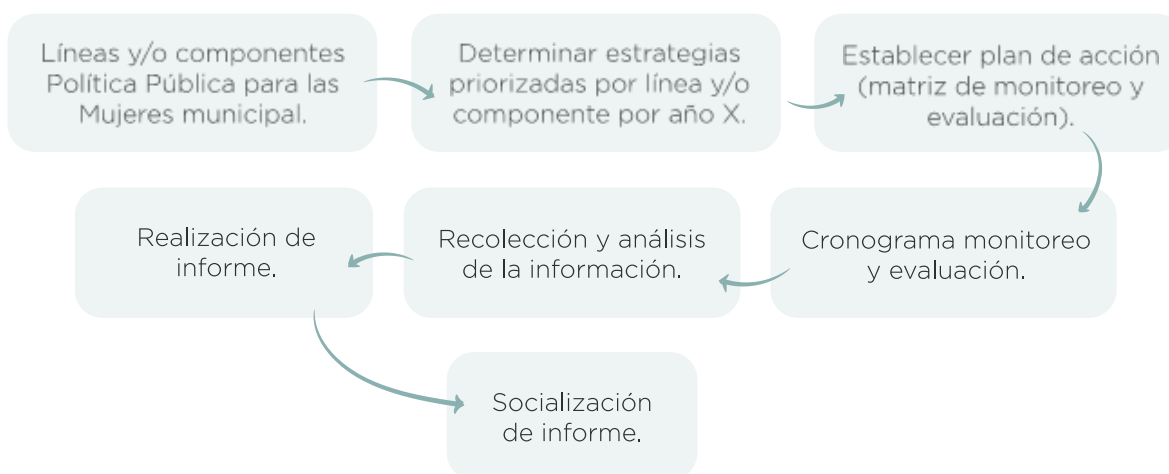 Líneas y/o componentes
Política Pública para las
Mujeres municipal.
Determinar estrategias
priorizadas por línea y/o
componente por año X.
Establecer plan de acción
(matriz de monitoreo y
evaluación).
Cronograma monitoreo
y evaluación.
Recolección y análisis
de la información.
Realización de
informe.
Socialización
de informe.